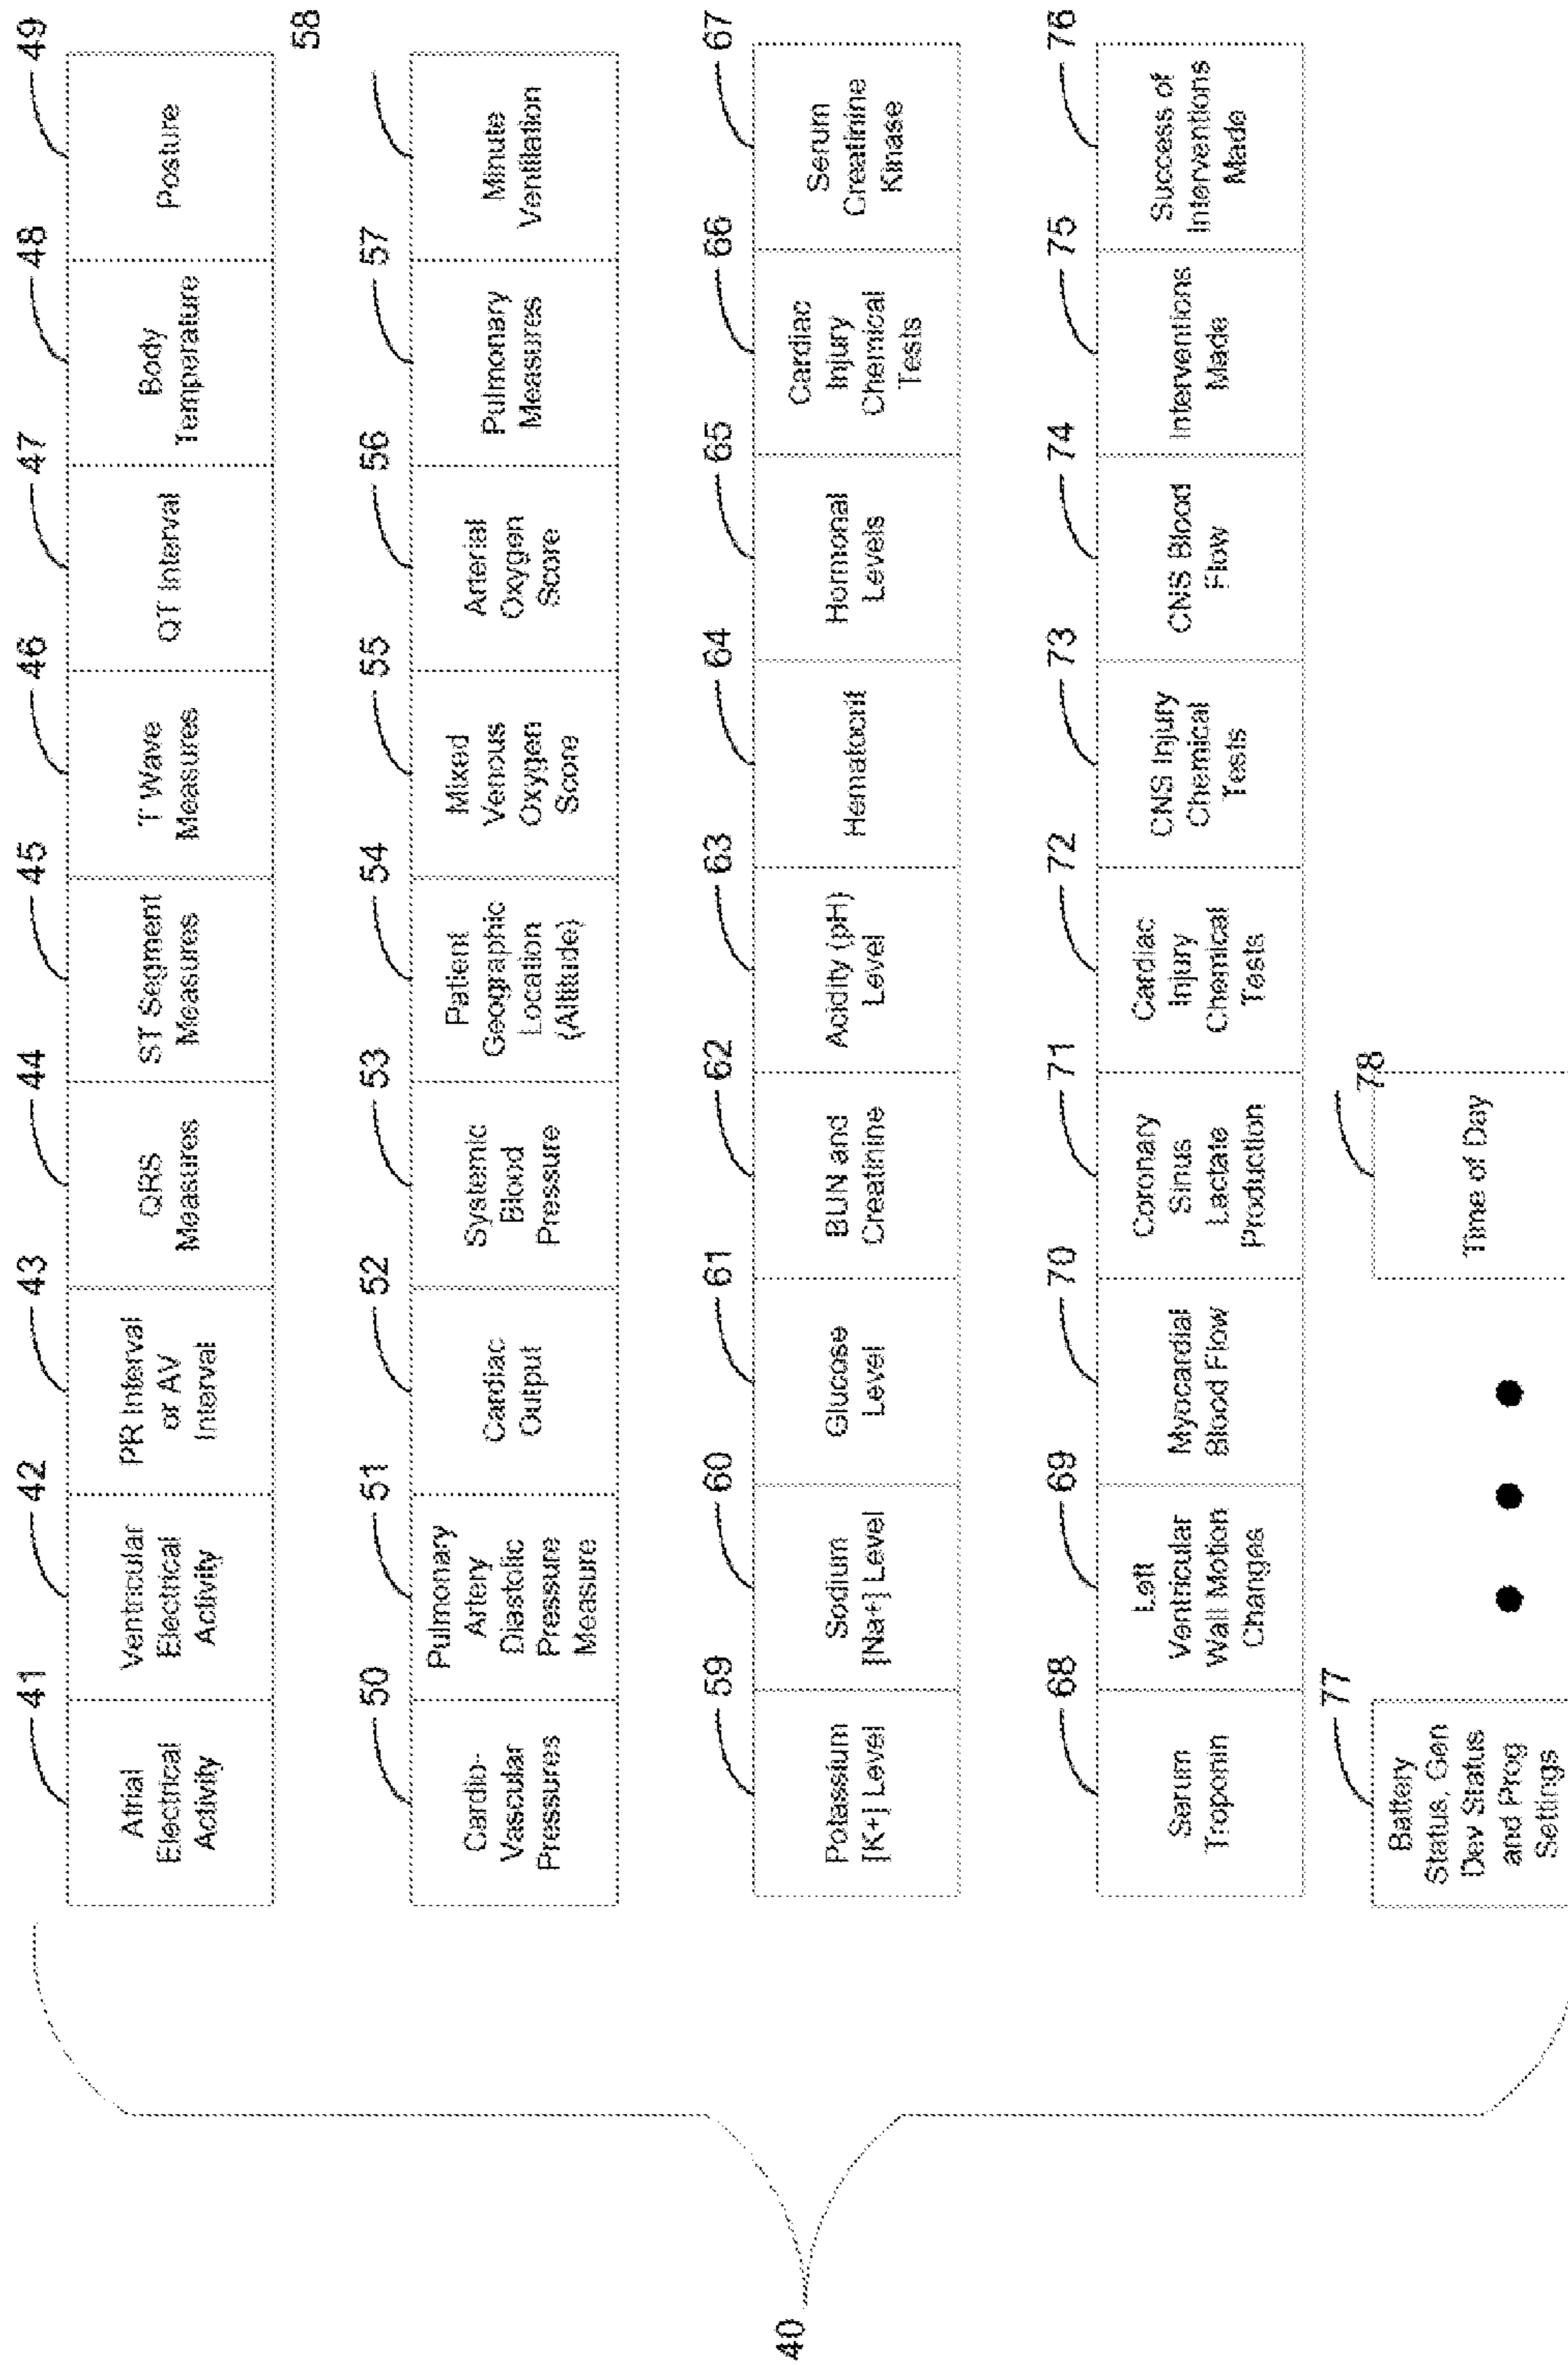 41
42
43
44
45
46
47
48
49
Atrial
Electrical
Activity
Ventricular
Electrical
Activity
PR Interval
or AV
Interval
QRS
Measures
ST Segment
Measures
T Wave
Measures
QT Interval
Body
Temperature
Posture
50
51
52
53
54
55
56
57
58
Cardio-
Vascular
Pressures
Pulmonary
Artery
Diastolic
Pressure
Measure
Cardiac
Output
Systemic
Blood
Pressure
Patient
Geographic
Location
(Altitude)
Mixed
Venous
Oxygen
Score
Arterial
Oxygen
Score
Pulmonary
Measures
Minute
Ventilation
40
59
60
61
62
63
64
65
66
67
Potassium
[K+] Level
Sodium
[Na+] Level
Glucose
Level
BUN and
Creatinine
Acidity (pH)
Level
Hematocrit
Hormonal
Levels
Cardiac
Injury
Chemical
Tests
Serum
Creatinine
Kinase
68
69
70
71
72
73
74
75
76
Serum
Troponin
Left
Ventricular
Wall Motion
Changes
Myocardial
Blood Flow
Coronary
Sinus
Lactate
Production
Cardiac
Injury
Chemical
Tests
CNS Injury
Chemical
Tests
CNS Blood
Flow
Interventions
Made
Success of
Interventions
Made
77
78
Battery
Status, Gen
Dev Status
and Prog
Settings
Time of Day